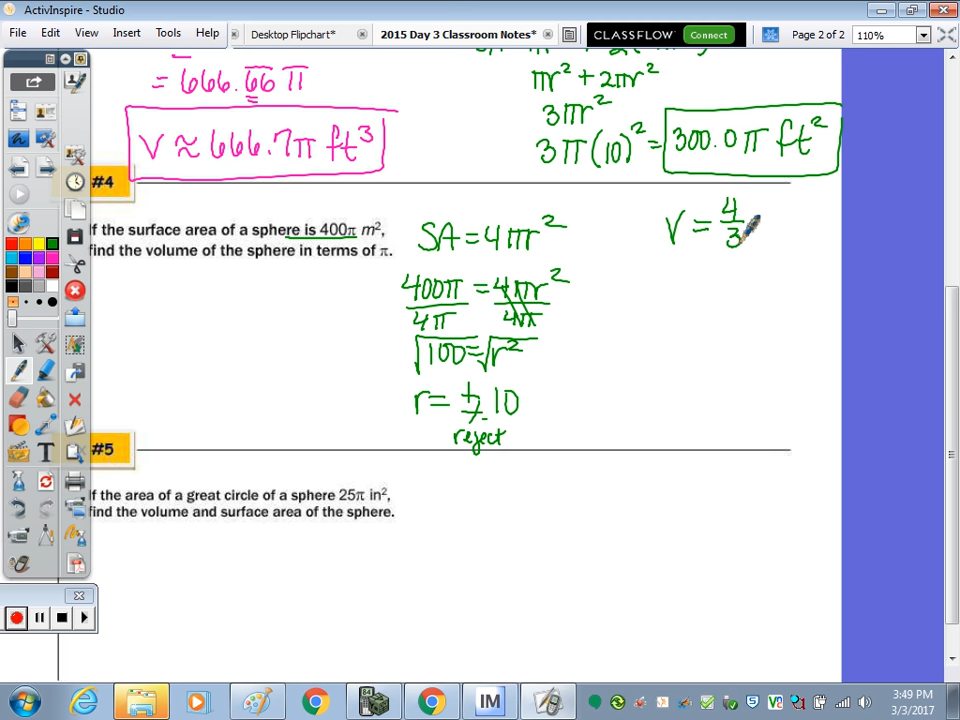 ActivInspire - Studio
File Edit View Insert Tools Help Desktop Flipchart* 2015 Day 3 Classroom Notes* CLASSFLOW Connect Page 2 of 2 110%
= 666.66π
V ≈ 666.7π ft³
πr² + 2πr²
3πr²
3π(10)² = 300.0π ft²
#4
If the surface area of a sphere is 400π m²,
find the volume of the sphere in terms of π.
SA = 4πr²
400π = 4πr²
4π 4π
√100 = √r²
r = ± 10
reject
V = 4/3
#5
If the area of a great circle of a sphere 25π in²,
find the volume and surface area of the sphere.
3:49 PM
3/3/2017